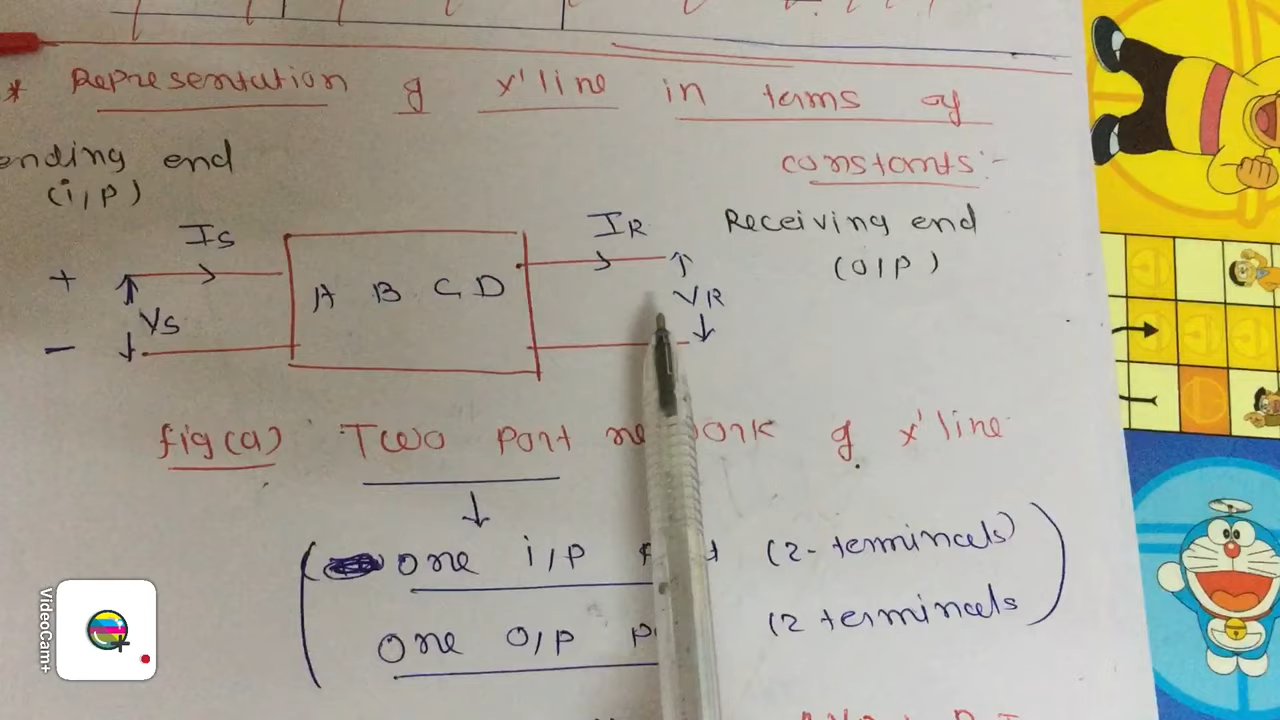 * Representation of x'line in terms of
constants:-
ending end
(i/p)
Is
IR
Receiving end
(O/P)
+
A B C D
VR
Vs
-
fig(a) Two Port network of x'line
one i/p (2-terminals)
one o/p (2 terminals
VideoCam+